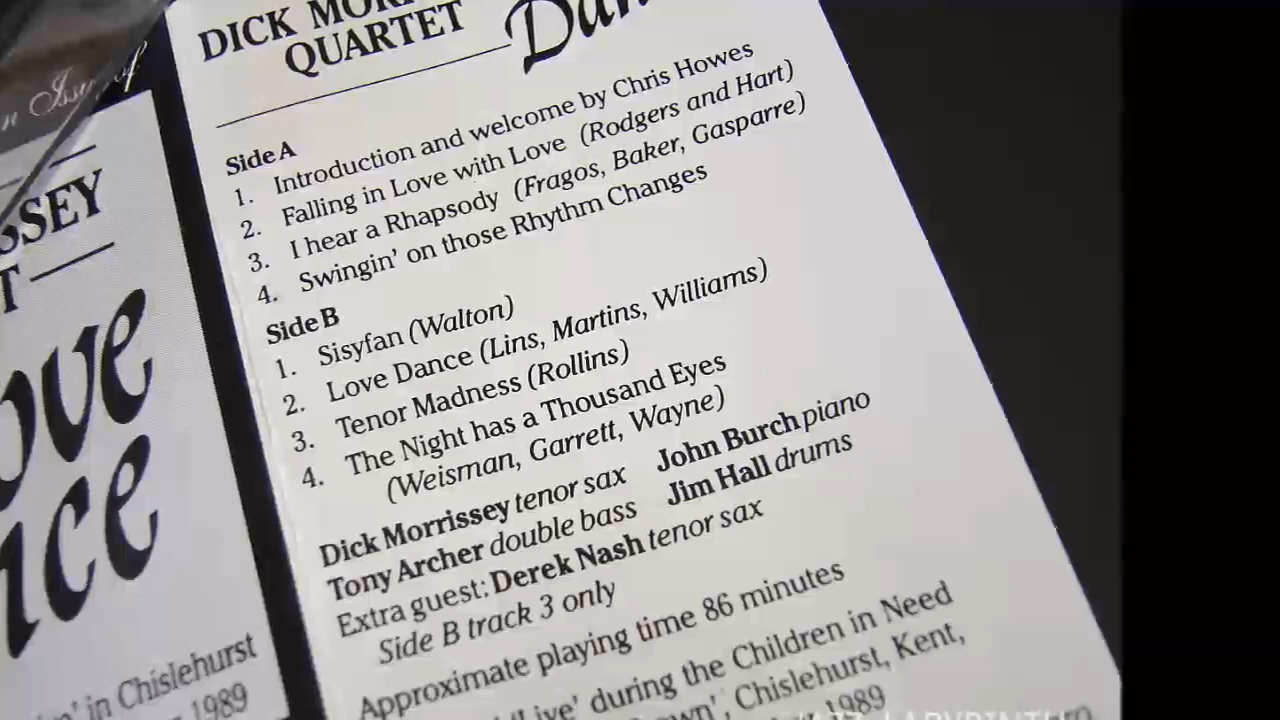 n Issue of
SSEY
T
ove
nce
in Chislehurst
1989
DICK
QUARTET
Side A
1. Introduction and welcome by Chris Howes
2. Falling in Love with Love (Rodgers and Hart)
3. I hear a Rhapsody (Fragos, Baker, Gasparre)
4. Swingin' on those Rhythm Changes
Side B
1. Sisyfan (Walton)
2. Love Dance (Lins, Martins, Williams)
3. Tenor Madness (Rollins)
4. The Night has a Thousand Eyes
(Weisman, Garrett, Wayne)
Dick Morrissey tenor sax John Burch piano
Tony Archer double bass Jim Hall drums
Extra guest: Derek Nash tenor sax
Side B track 3 only
Approximate playing time 86 minutes
'Live' during the Children in Need
Chislehurst, Kent,
1989